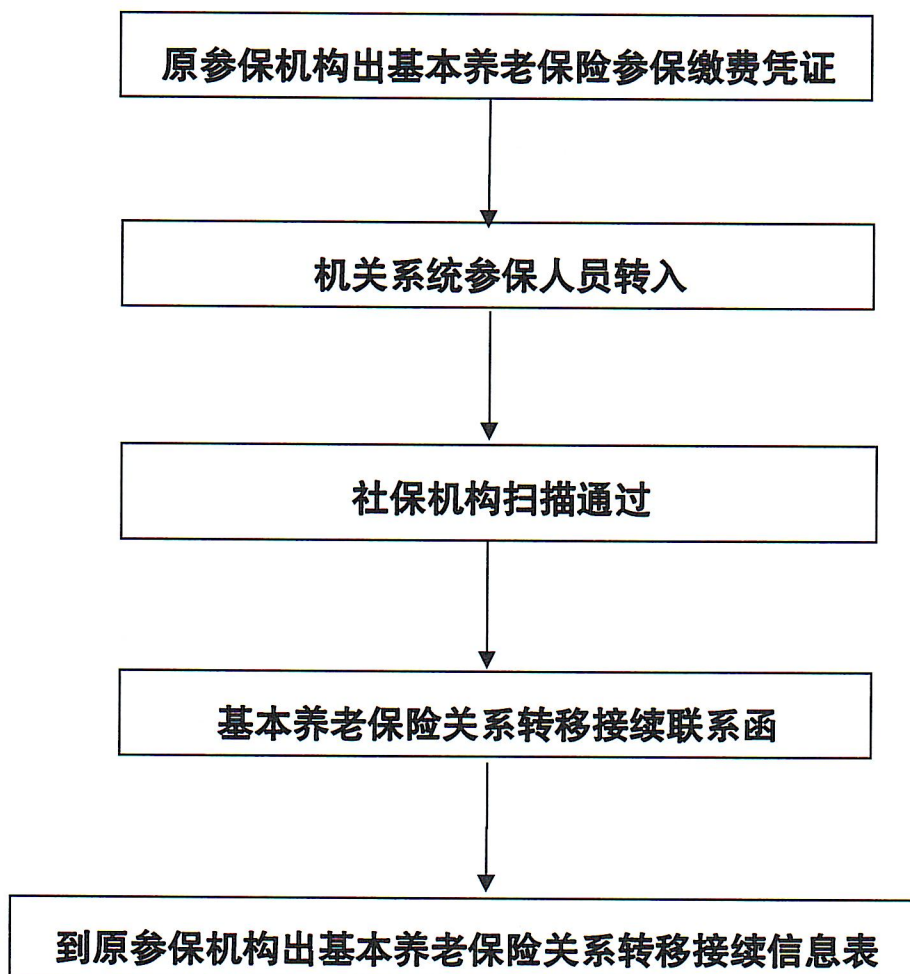 原参保机构出基本养老保险参保缴费凭证
机关系统参保人员转入
社保机构扫描通过
基本养老保险关系转移接续联系函
到原参保机构出基本养老保险关系转移接续信息表